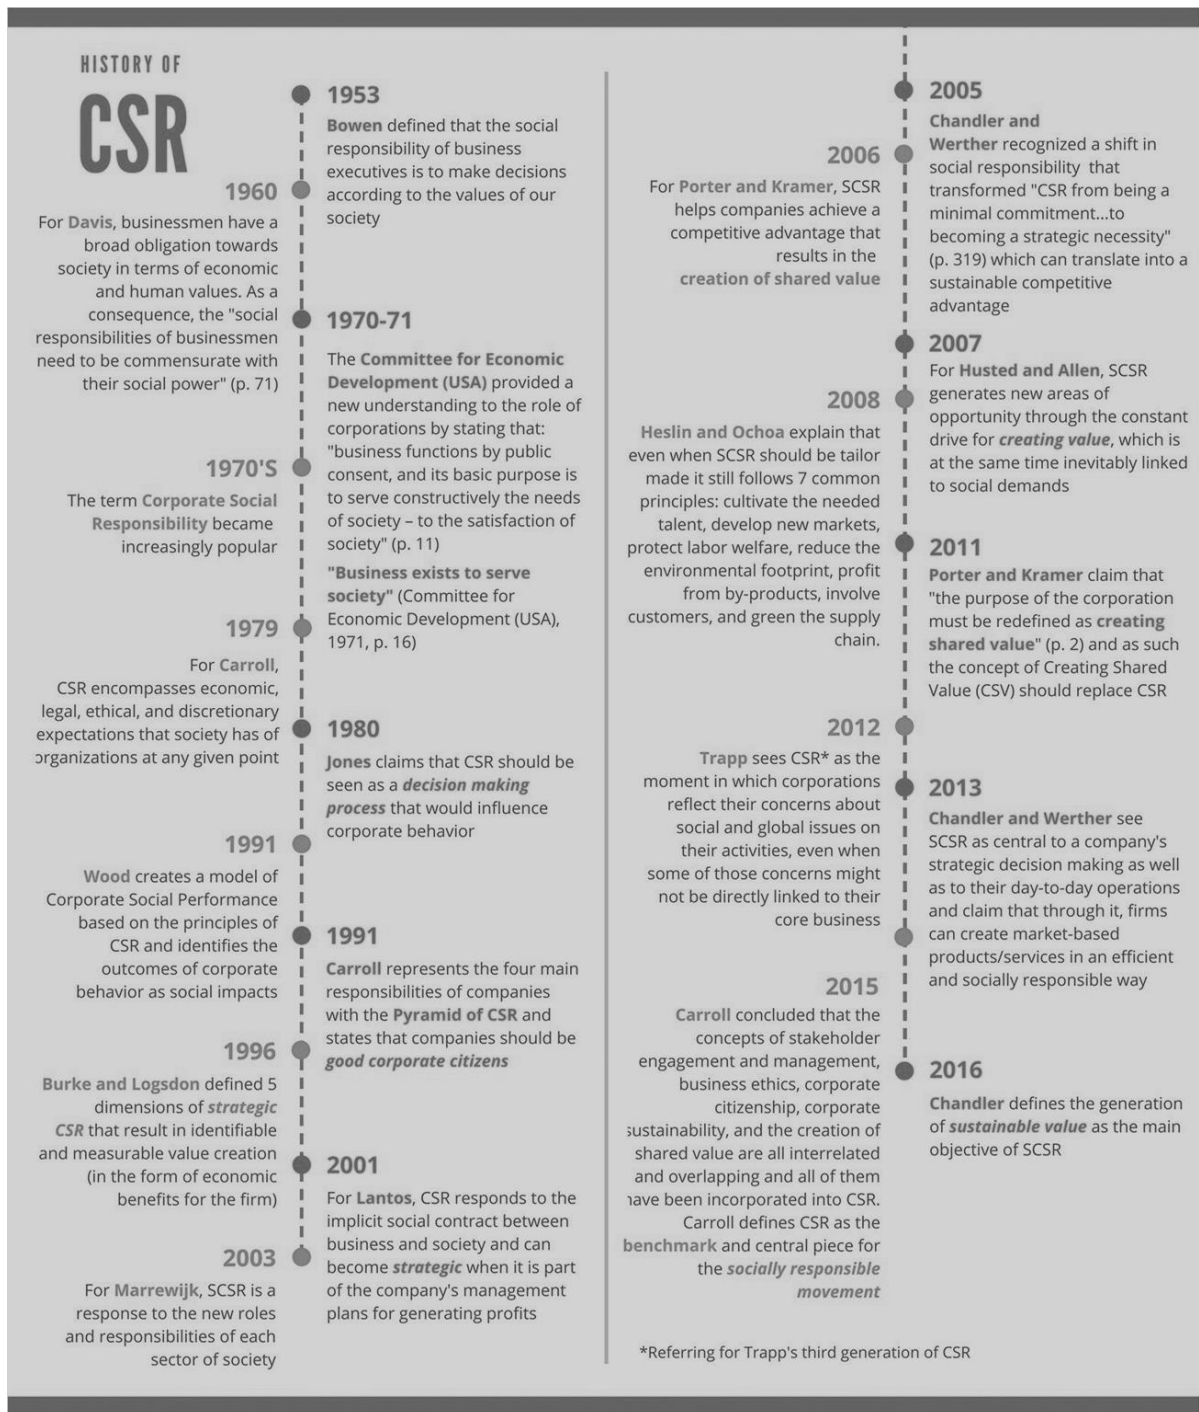 HISTORY OF
CSR
1953
Bowen defined that the social
responsibility of business
executives is to make decisions
according to the values of our
society
1960
For Davis, businessmen have a
broad obligation towards
society in terms of economic
and human values. As a
consequence, the "social
responsibilities of businessmen
need to be commensurate with
their social power" (p. 71)
1970-71
The Committee for Economic
Development (USA) provided a
new understanding to the role of
corporations by stating that:
"business functions by public
consent, and its basic purpose is
to serve constructively the needs
of society – to the satisfaction of
society" (p. 11)
"Business exists to serve
society" (Committee for
Economic Development (USA),
1971, p. 16)
1970'S
The term Corporate Social
Responsibility became
increasingly popular
1979
For Carroll,
CSR encompasses economic,
legal, ethical, and discretionary
expectations that society has of
organizations at any given point
1980
Jones claims that CSR should be
seen as a decision making
process that would influence
corporate behavior
1991
Wood creates a model of
Corporate Social Performance
based on the principles of
CSR and identifies the
outcomes of corporate
behavior as social impacts
1991
Carroll represents the four main
responsibilities of companies
with the Pyramid of CSR and
states that companies should be
good corporate citizens
1996
Burke and Logsdon defined 5
dimensions of strategic
CSR that result in identifiable
and measurable value creation
(in the form of economic
benefits for the firm)
2001
For Lantos, CSR responds to the
implicit social contract between
business and society and can
become strategic when it is part
of the company's management
plans for generating profits
2003
For Marrewijk, SCSR is a
response to the new roles
and responsibilities of each
sector of society
2005
Chandler and
Werther recognized a shift in
social responsibility that
transformed "CSR from being a
minimal commitment...to
becoming a strategic necessity"
(p. 319) which can translate into a
sustainable competitive
advantage
2006
For Porter and Kramer, SCSR
helps companies achieve a
competitive advantage that
results in the
creation of shared value
2007
For Husted and Allen, SCSR
generates new areas of
opportunity through the constant
drive for creating value, which is
at the same time inevitably linked
to social demands
2008
Heslin and Ochoa explain that
even when SCSR should be tailor
made it still follows 7 common
principles: cultivate the needed
talent, develop new markets,
protect labor welfare, reduce the
environmental footprint, profit
from by-products, involve
customers, and green the supply
chain.
2011
Porter and Kramer claim that
"the purpose of the corporation
must be redefined as creating
shared value" (p. 2) and as such
the concept of Creating Shared
Value (CSV) should replace CSR
2012
Trapp sees CSR* as the
moment in which corporations
reflect their concerns about
social and global issues on
their activities, even when
some of those concerns might
not be directly linked to their
core business
2013
Chandler and Werther see
SCSR as central to a company's
strategic decision making as well
as to their day-to-day operations
and claim that through it, firms
can create market-based
products/services in an efficient
and socially responsible way
2015
Carroll concluded that the
concepts of stakeholder
engagement and management,
business ethics, corporate
citizenship, corporate
sustainability, and the creation of
shared value are all interrelated
and overlapping and all of them
have been incorporated into CSR.
Carroll defines CSR as the
benchmark and central piece for
the socially responsible
movement
2016
Chandler defines the generation
of sustainable value as the main
objective of SCSR
*Referring for Trapp's third generation of CSR